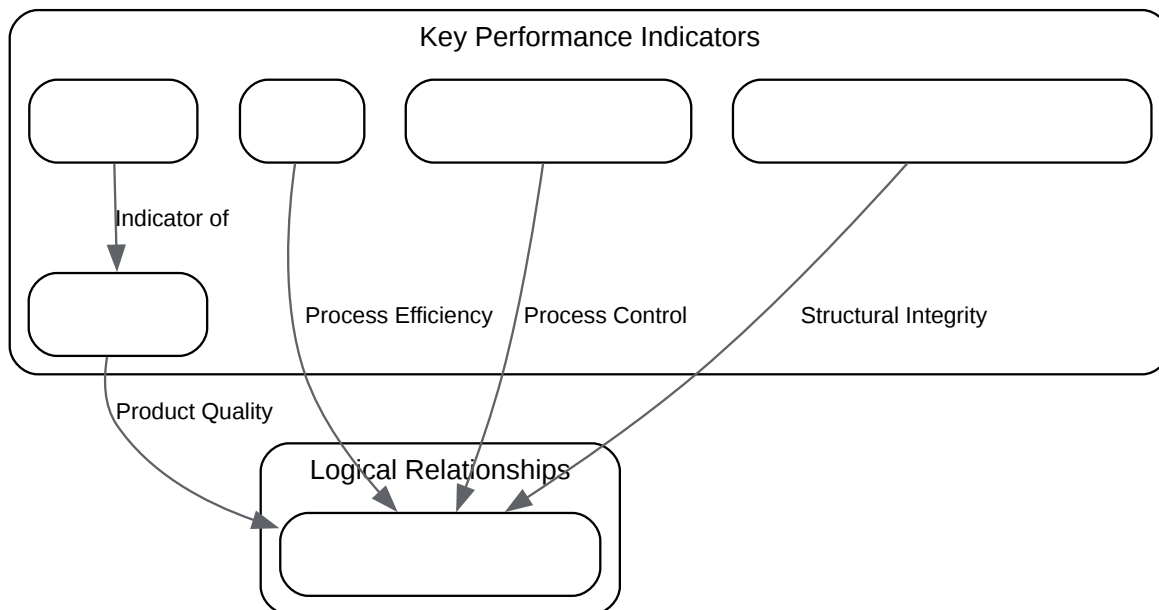 Key Performance Indicators
Indicator of
Process Efficiency
Process Control
Structural Integrity
Product Quality
Logical Relationships